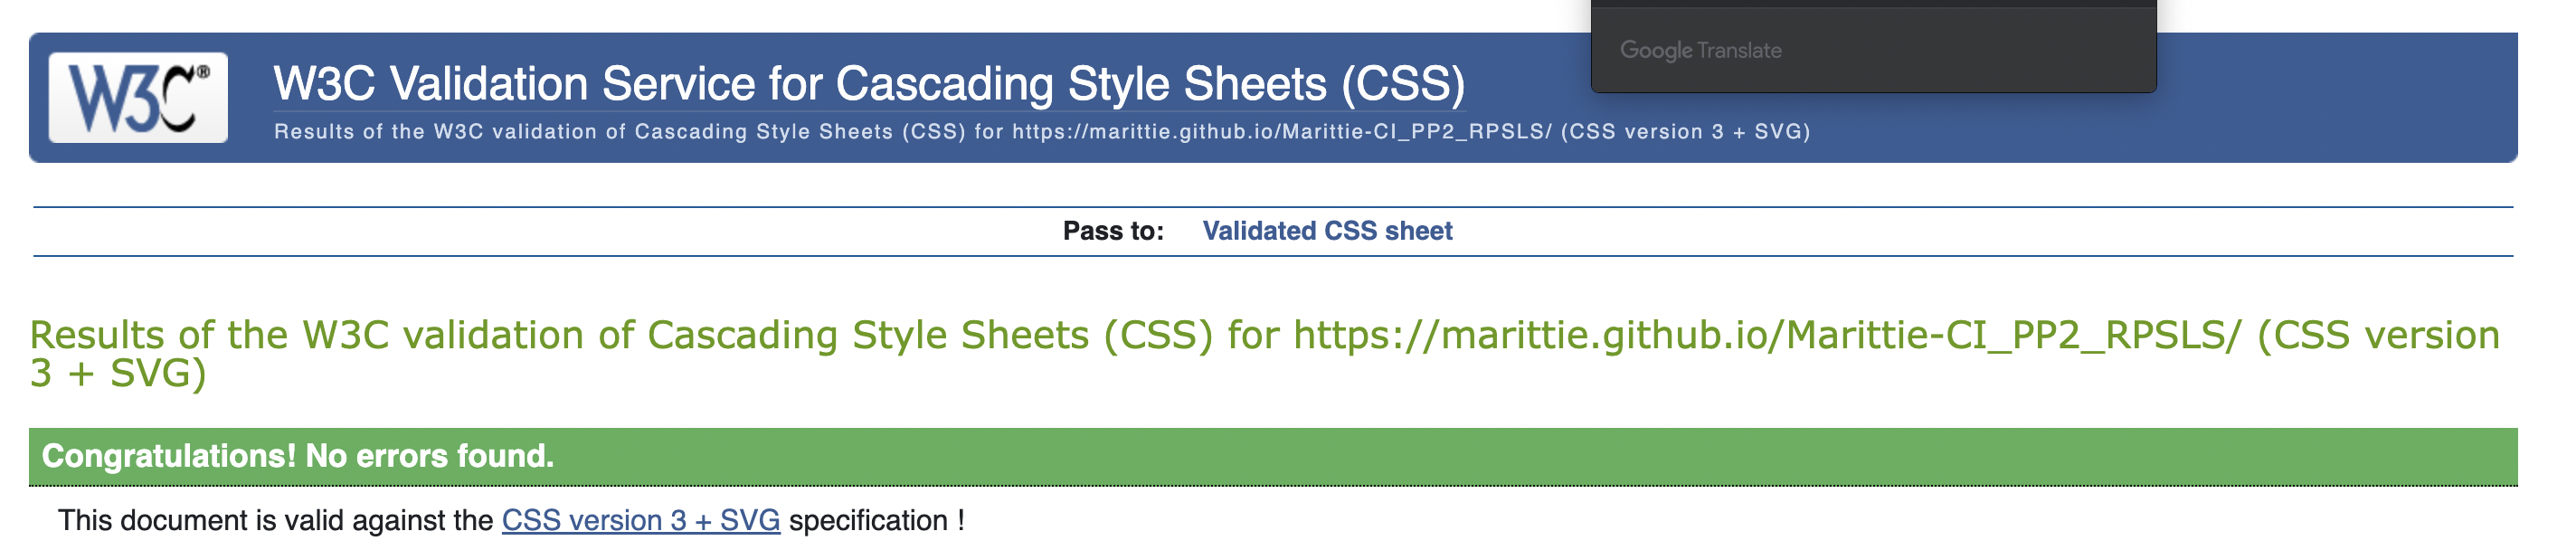 Google Translate
W3C®
W3C Validation Service for Cascading Style Sheets (CSS)
Results of the W3C validation of Cascading Style Sheets (CSS) for https://marittie.github.io/Marittie-CI_PP2_RPSLS/ (CSS version 3 + SVG)
Pass to: Validated CSS sheet
Results of the W3C validation of Cascading Style Sheets (CSS) for https://marittie.github.io/Marittie-CI_PP2_RPSLS/ (CSS version
3 + SVG)
Congratulations! No errors found.
This document is valid against the CSS version 3 + SVG specification !